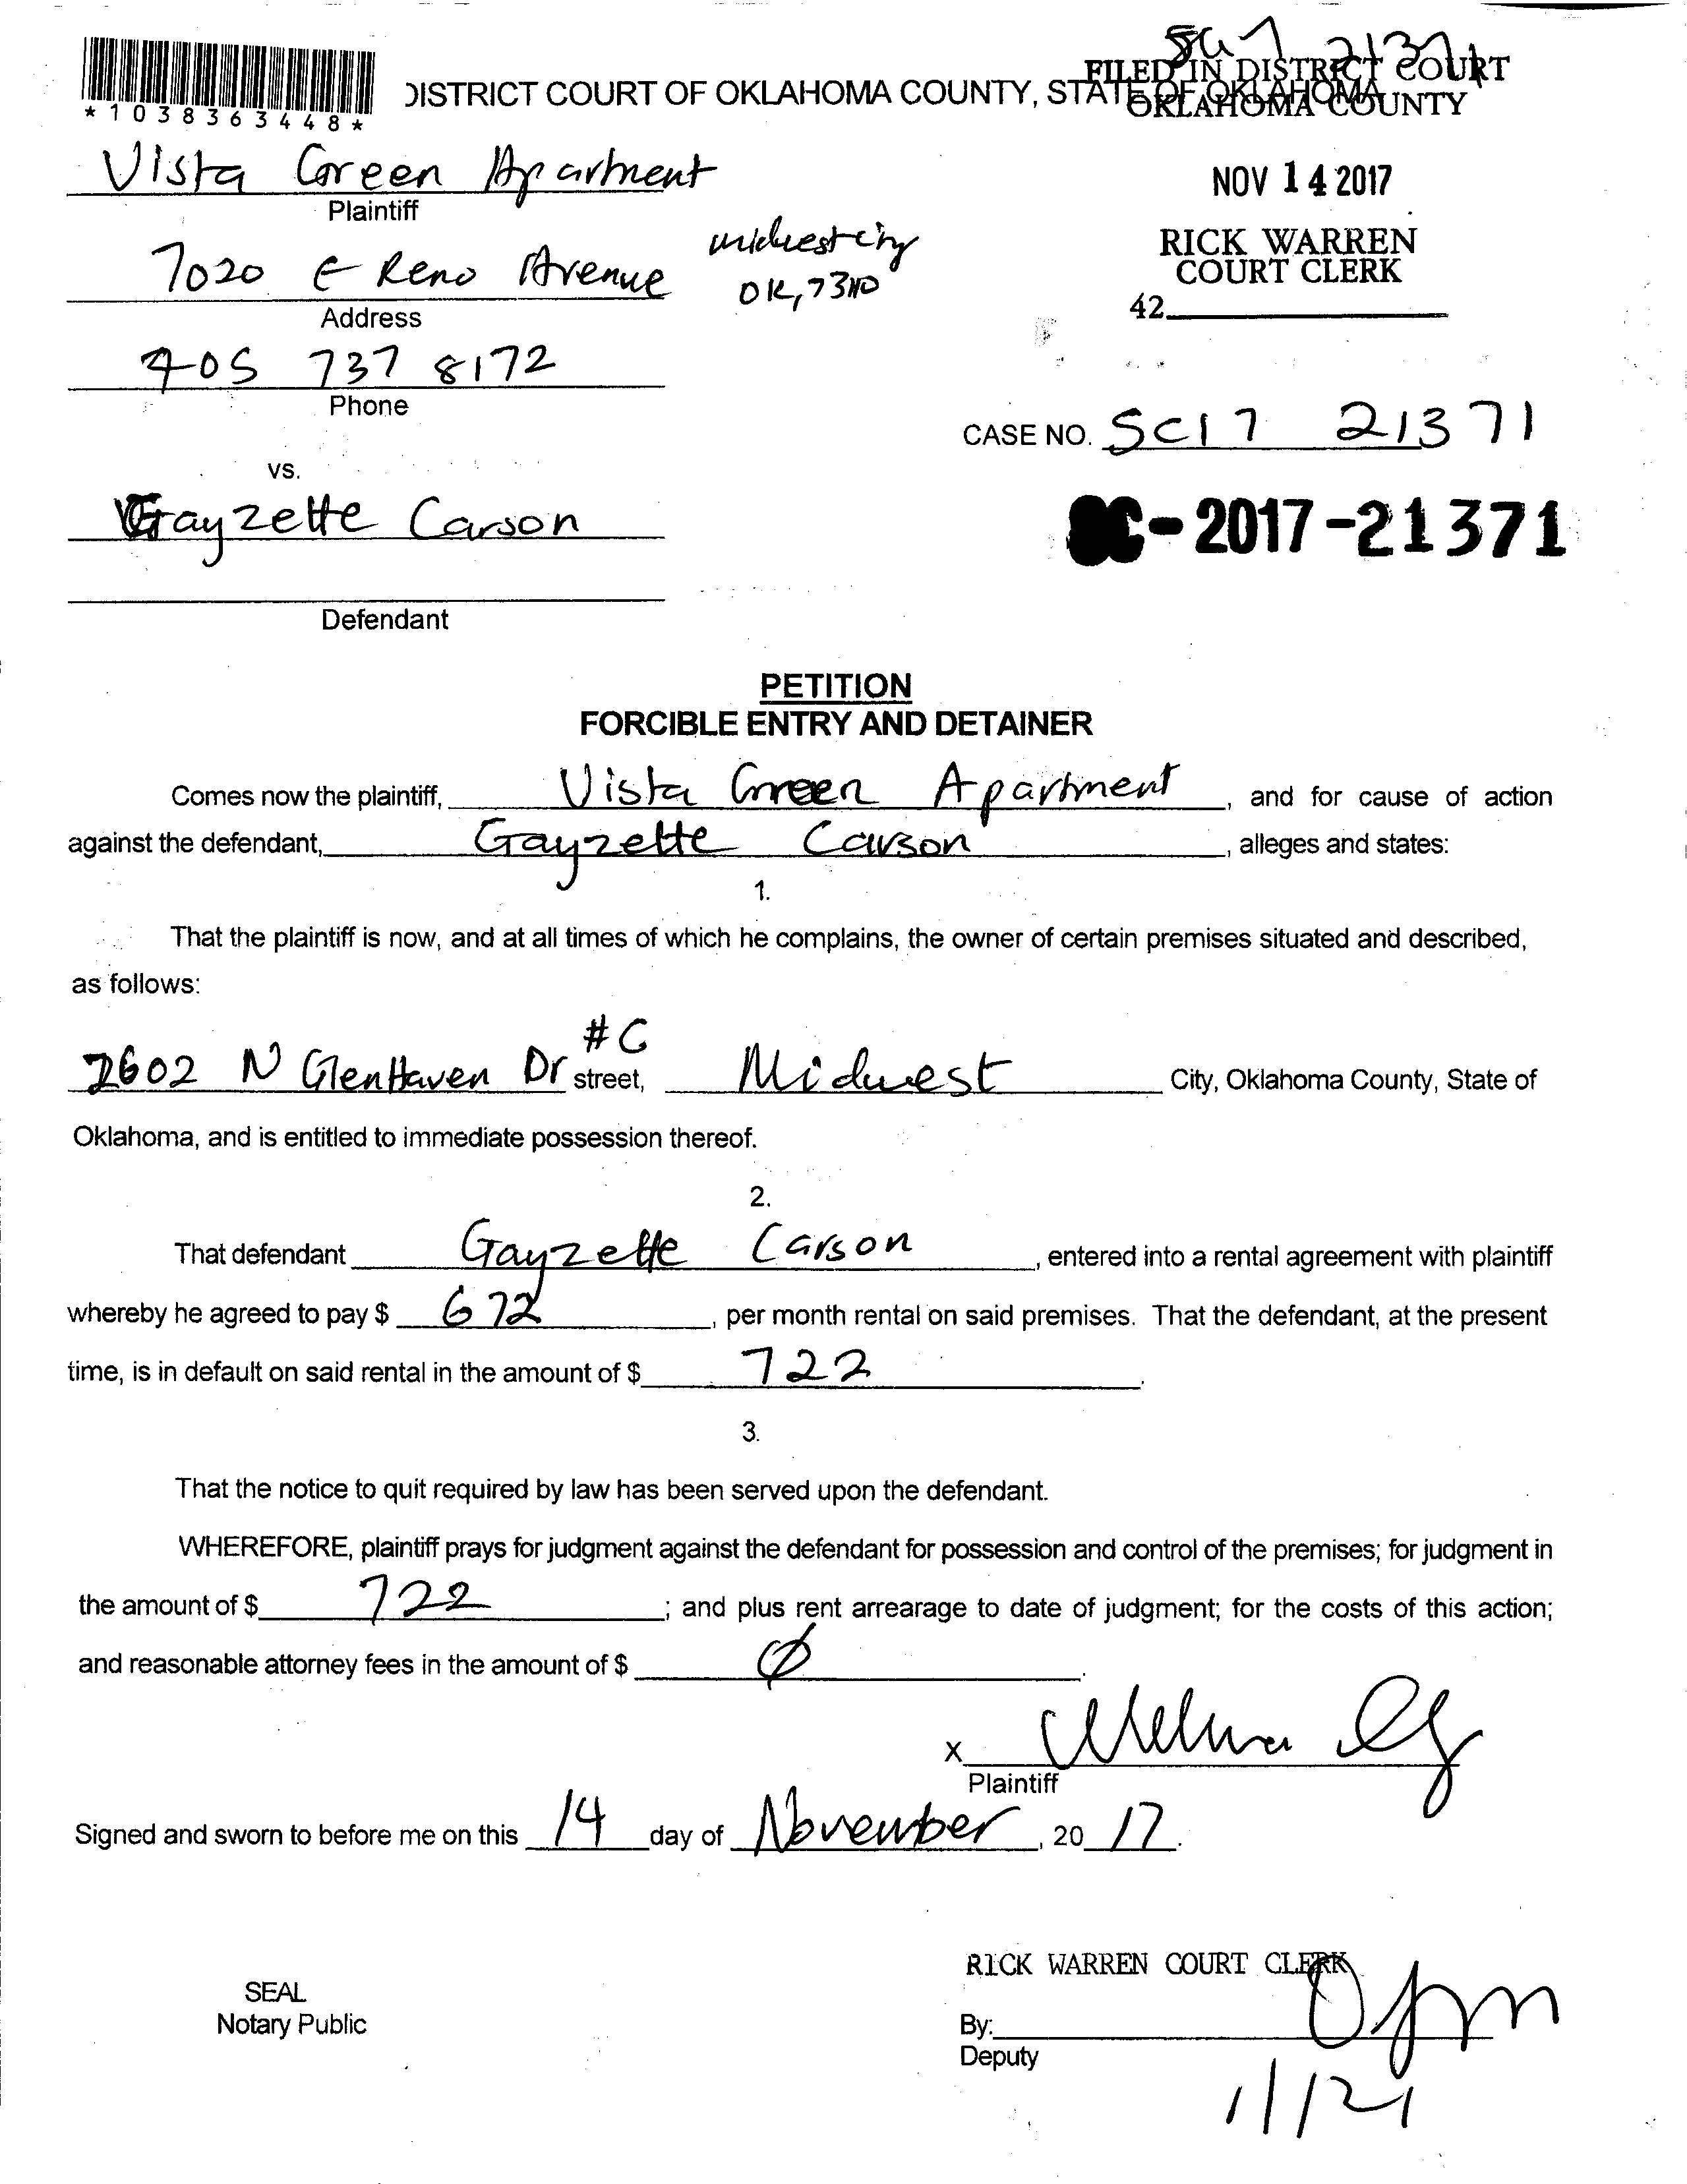 SC17 21371
*1038363448*
DISTRICT COURT OF OKLAHOMA COUNTY, STATE OF OKLAHOMA
FILED IN DISTRICT COURT
OKLAHOMA COUNTY
Vista Green Apartment
Plaintiff
NOV 14 2017
7020 E Reno Avenue
midwest city
OK, 73110
Address
RICK WARREN
COURT CLERK
42
405 737 8172
Phone
CASE NO. SC17 21371
vs.
Gayzette Carson
SC-2017-21371
Defendant
PETITION
FORCIBLE ENTRY AND DETAINER
Comes now the plaintiff, Vista Green Apartment, and for cause of action
against the defendant, Gayzette Carson, alleges and states:
1.
That the plaintiff is now, and at all times of which he complains, the owner of certain premises situated and described,
as follows:
#C
2602 N GlenHaven Dr street, Midwest City, Oklahoma County, State of
Oklahoma, and is entitled to immediate possession thereof.
2.
That defendant Gayzette Carson, entered into a rental agreement with plaintiff
whereby he agreed to pay $ 672, per month rental on said premises. That the defendant, at the present
time, is in default on said rental in the amount of $ 722.
3.
That the notice to quit required by law has been served upon the defendant.
WHEREFORE, plaintiff prays for judgment against the defendant for possession and control of the premises; for judgment in
the amount of $ 722; and plus rent arrearage to date of judgment; for the costs of this action;
and reasonable attorney fees in the amount of $ Ø.
X
Plaintiff
Signed and sworn to before me on this 14 day of November, 2017.
RICK WARREN COURT CLERK
SEAL
Notary Public
By:
Deputy
11/21